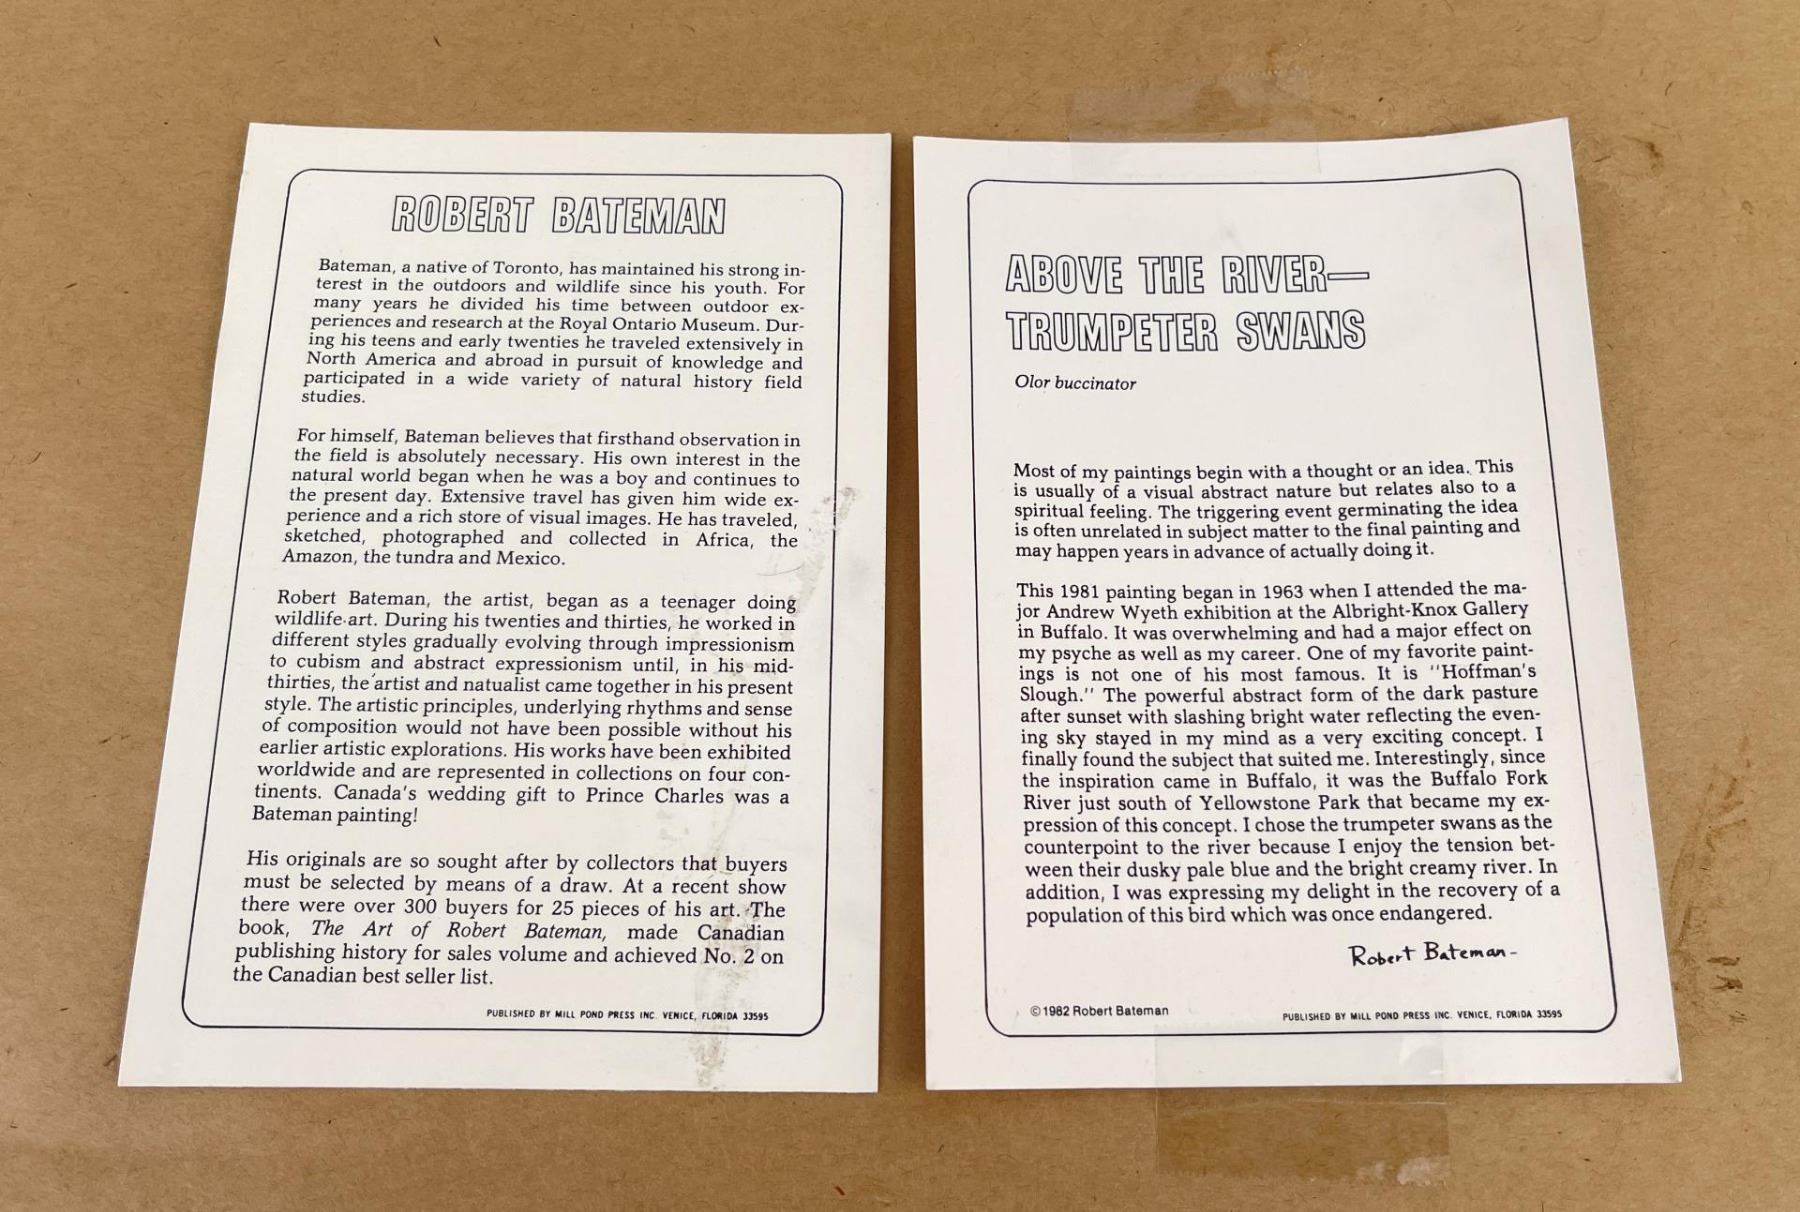 ROBERT BATEMAN
Bateman, a native of Toronto, has maintained his strong in-
terest in the outdoors and wildlife since his youth. For
many years he divided his time between outdoor ex-
periences and research at the Royal Ontario Museum. Dur-
ing his teens and early twenties he traveled extensively in
North America and abroad in pursuit of knowledge and
participated in a wide variety of natural history field
studies.
For himself, Bateman believes that firsthand observation in
the field is absolutely necessary. His own interest in the
natural world began when he was a boy and continues to
the present day. Extensive travel has given him wide ex-
perience and a rich store of visual images. He has traveled,
sketched, photographed and collected in Africa, the
Amazon, the tundra and Mexico.
Robert Bateman, the artist, began as a teenager doing
wildlife art. During his twenties and thirties, he worked in
different styles gradually evolving through impressionism
to cubism and abstract expressionism until, in his mid-
thirties, the artist and natualist came together in his present
style. The artistic principles, underlying rhythms and sense
of composition would not have been possible without his
earlier artistic explorations. His works have been exhibited
worldwide and are represented in collections on four con-
tinents. Canada's wedding gift to Prince Charles was a
Bateman painting!
His originals are so sought after by collectors that buyers
must be selected by means of a draw. At a recent show
there were over 300 buyers for 25 pieces of his art. The
book, The Art of Robert Bateman, made Canadian
publishing history for sales volume and achieved No. 2 on
the Canadian best seller list.
PUBLISHED BY MILL POND PRESS INC. VENICE, FLORIDA 33595
ABOVE THE RIVER—
TRUMPETER SWANS
Olor buccinator
Most of my paintings begin with a thought or an idea. This
is usually of a visual abstract nature but relates also to a
spiritual feeling. The triggering event germinating the idea
is often unrelated in subject matter to the final painting and
may happen years in advance of actually doing it.
This 1981 painting began in 1963 when I attended the ma-
jor Andrew Wyeth exhibition at the Albright-Knox Gallery
in Buffalo. It was overwhelming and had a major effect on
my psyche as well as my career. One of my favorite paint-
ings is not one of his most famous. It is "Hoffman's
Slough." The powerful abstract form of the dark pasture
after sunset with slashing bright water reflecting the even-
ing sky stayed in my mind as a very exciting concept. I
finally found the subject that suited me. Interestingly, since
the inspiration came in Buffalo, it was the Buffalo Fork
River just south of Yellowstone Park that became my ex-
pression of this concept. I chose the trumpeter swans as the
counterpoint to the river because I enjoy the tension bet-
ween their dusky pale blue and the bright creamy river. In
addition, I was expressing my delight in the recovery of a
population of this bird which was once endangered.
Robert Bateman-
©1982 Robert Bateman
PUBLISHED BY MILL POND PRESS INC. VENICE, FLORIDA 33595